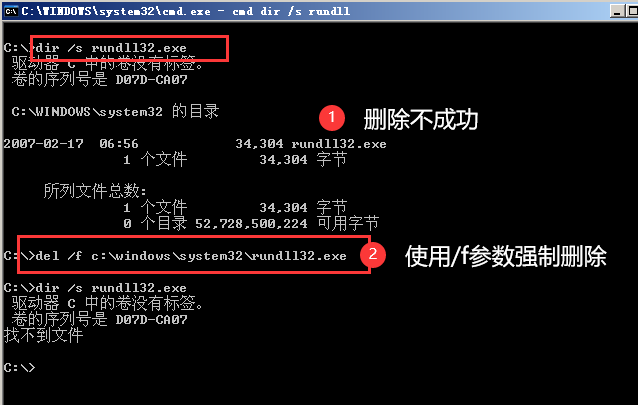 C:\WINDOWS\system32\cmd.exe - cmd dir /s rundll
C:\>dir /s rundll32.exe
驱动器 C 中的卷没有标签。
卷的序列号是 D07D-CA07
C:\WINDOWS\system32 的目录
1 删除不成功
2007-02-17 06:56 34,304 rundll32.exe
1 个文件 34,304 字节
所列文件总数:
1 个文件 34,304 字节
0 个目录 52,728,500,224 可用字节
C:\>del /f c:\windows\system32\rundll32.exe
2 使用/f参数强制删除
C:\>dir /s rundll32.exe
驱动器 C 中的卷没有标签。
卷的序列号是 D07D-CA07
找不到文件
C:\>